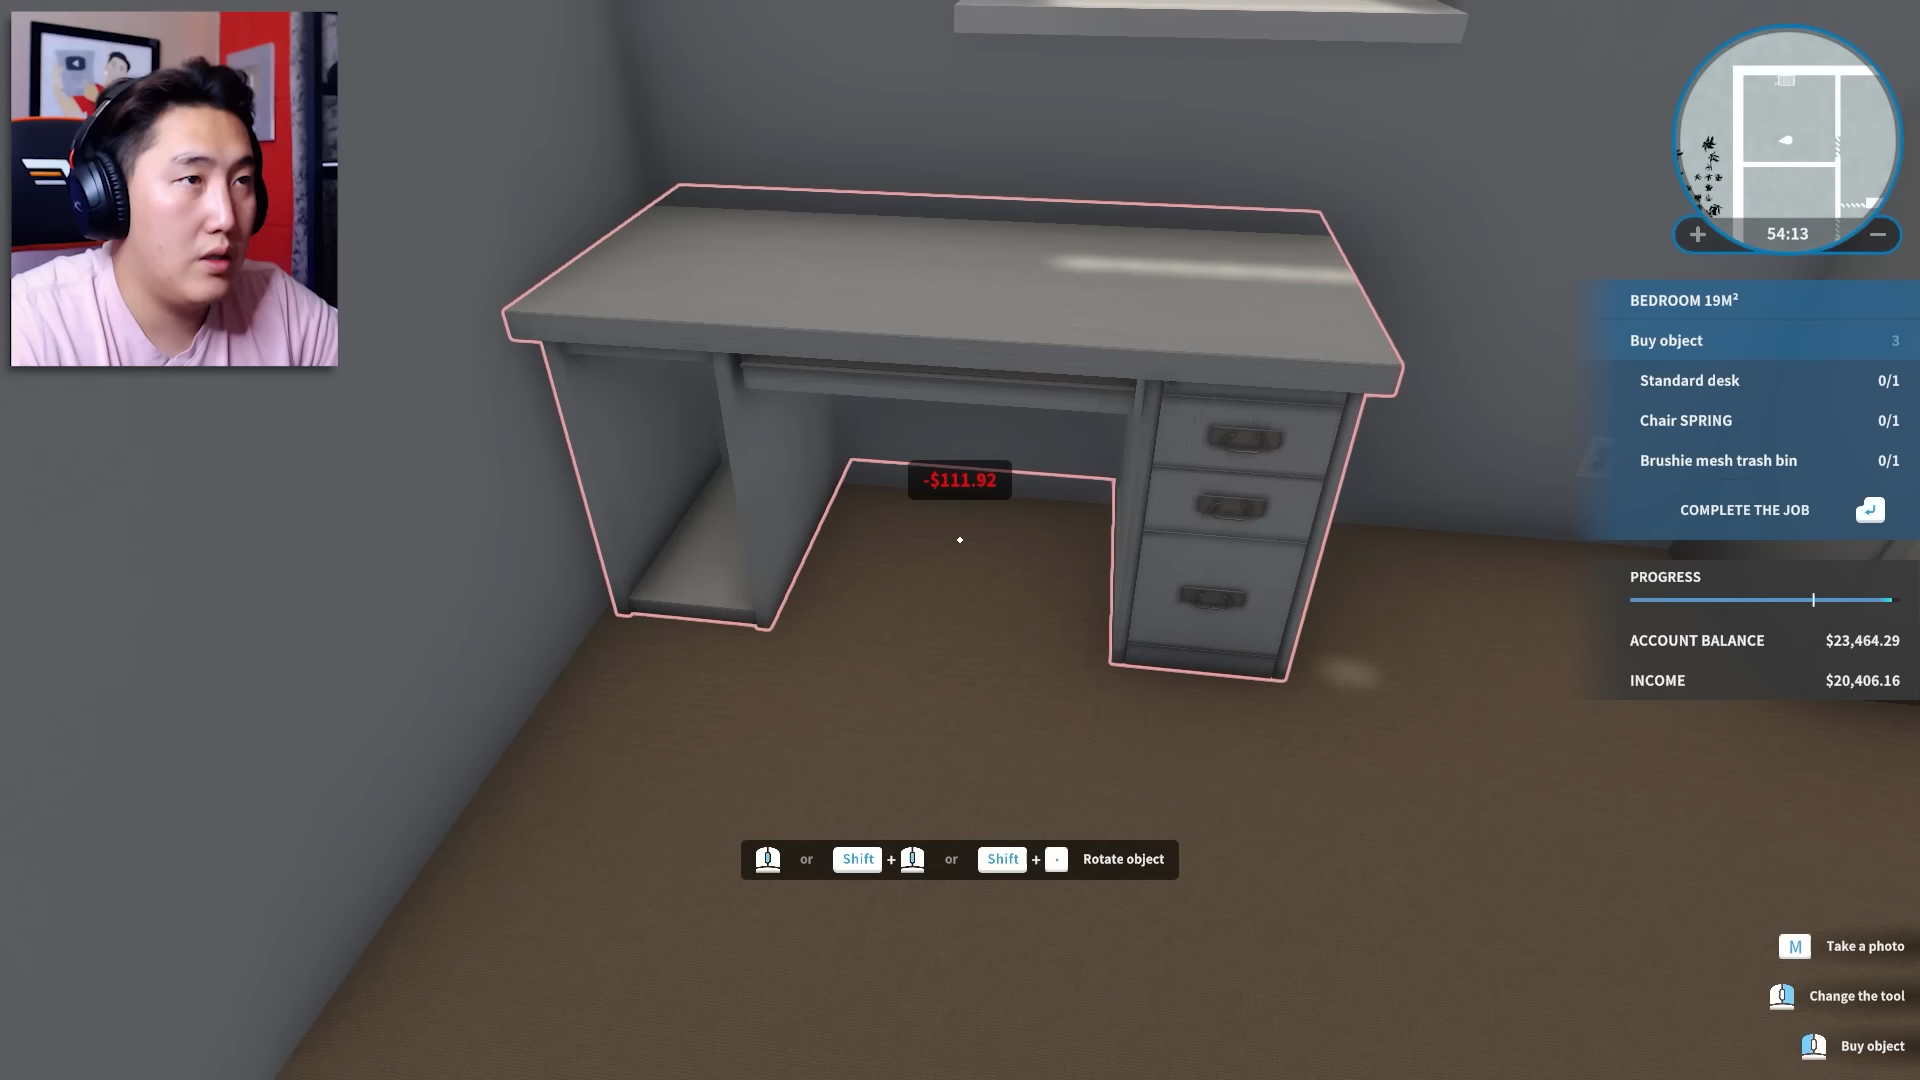 54:13
BEDROOM 19M²
Buy object 3
Standard desk 0/1
Chair SPRING 0/1
Brushie mesh trash bin 0/1
COMPLETE THE JOB
PROGRESS
ACCOUNT BALANCE $23,464.29
INCOME $20,406.16
-$111.92
or Shift + or Shift + . Rotate object
M Take a photo
Change the tool
Buy object